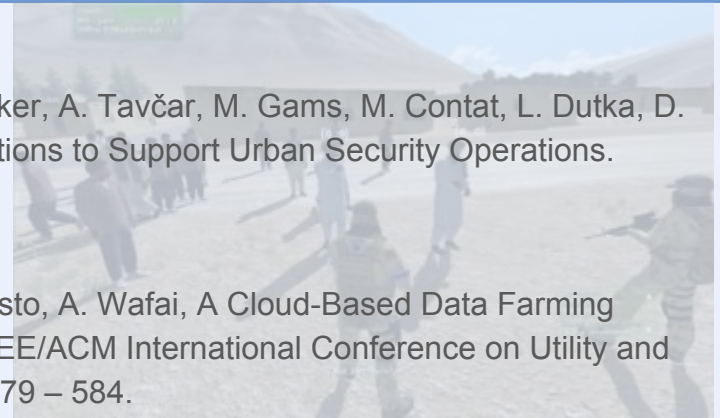 ker, A. Tavčar, M. Gams, M. Contat, L. Dutka, D.
tions to Support Urban Security Operations.
sto, A. Wafai, A Cloud-Based Data Farming
EE/ACM International Conference on Utility and
79 – 584.